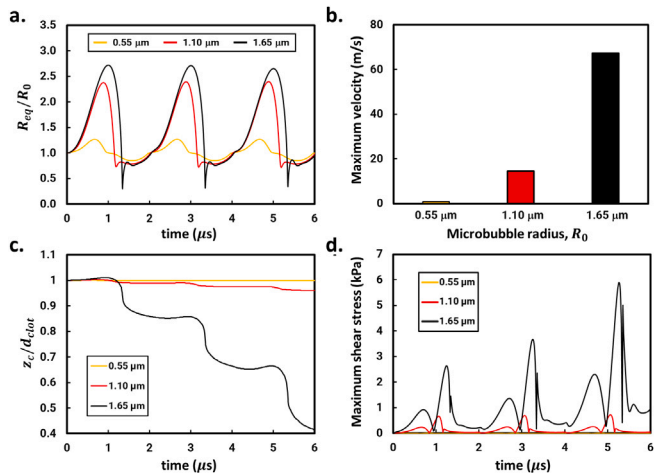 a.
0.55 μm 1.10 μm 1.65 μm
3.5
3.0
2.5
2.0
1.5
1.0
0.5
0.0
R_eq/R_0
0 1 2 3 4 5 6
time (μs)
b.
80
60
40
20
0
Maximum velocity (m/s)
0.55 μm 1.10 μm 1.65 μm
Microbubble radius, R_0
c.
1.1
1
0.9
0.8
0.7
0.6
0.5
0.4
z_c/d_clot
0.55 μm
1.10 μm
1.65 μm
0 1 2 3 4 5 6
time (μs)
d.
7
6
5
4
3
2
1
0
Maximum shear stress (kPa)
0.55 μm
1.10 μm
1.65 μm
0 1 2 3 4 5 6
time (μs)